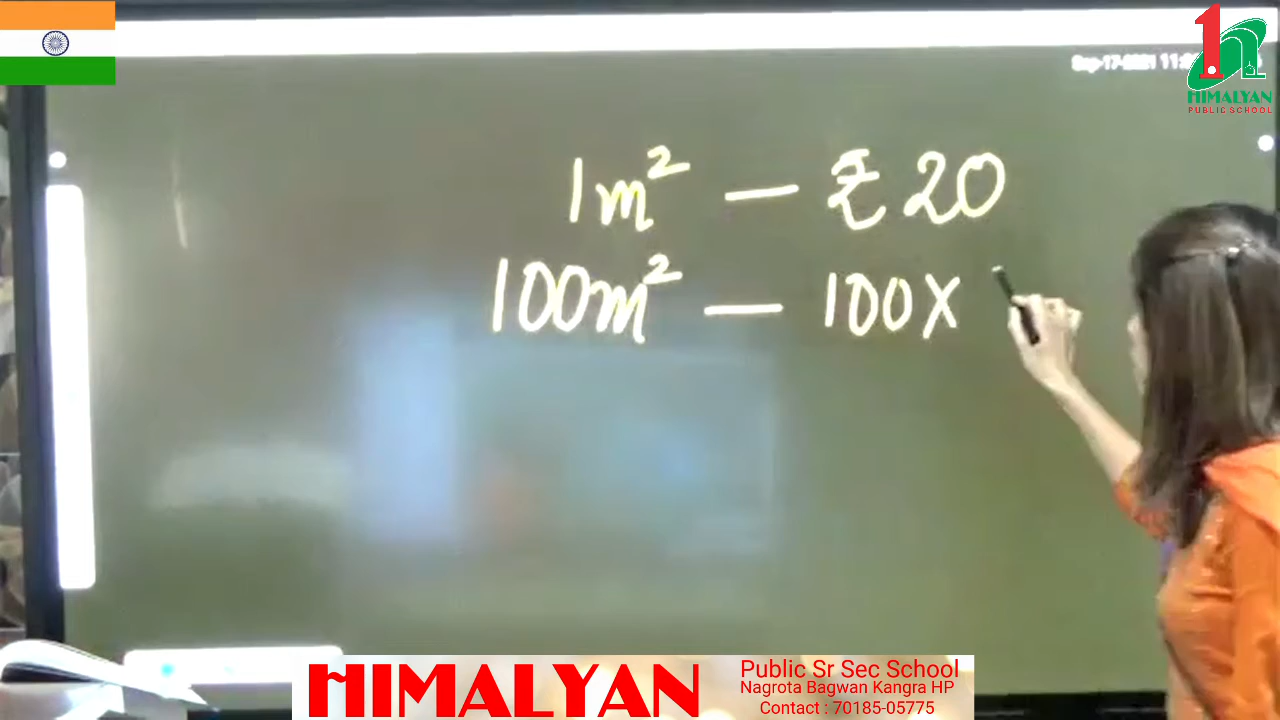 HIMALYAN
PUBLIC SCHOOL
1m² — ₹ 20
100m² — 100X
HIMALYAN
Public Sr Sec School
Nagrota Bagwan Kangra HP
Contact : 70185-05775